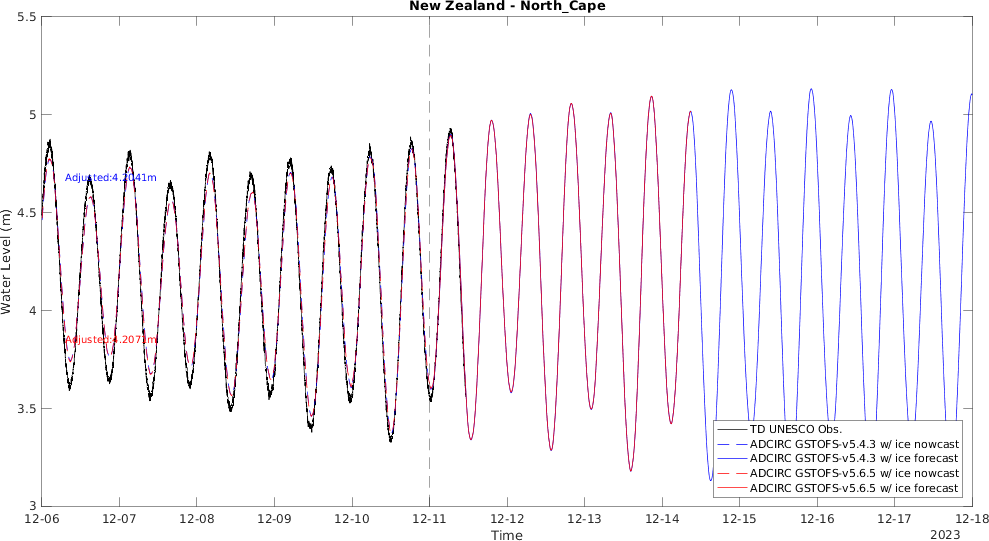 New Zealand - North_Cape
5.5
5
4.5
4
3.5
3
Water Level (m)
Adjusted:4.2041m
Adjusted:4.2072m
TD UNESCO Obs.
ADCIRC GSTOFS-v5.4.3 w/ ice nowcast
ADCIRC GSTOFS-v5.4.3 w/ ice forecast
ADCIRC GSTOFS-v5.6.5 w/ ice nowcast
ADCIRC GSTOFS-v5.6.5 w/ ice forecast
12-06 12-07 12-08 12-09 12-10 12-11 12-12 12-13 12-14 12-15 12-16 12-17 12-18
Time
2023